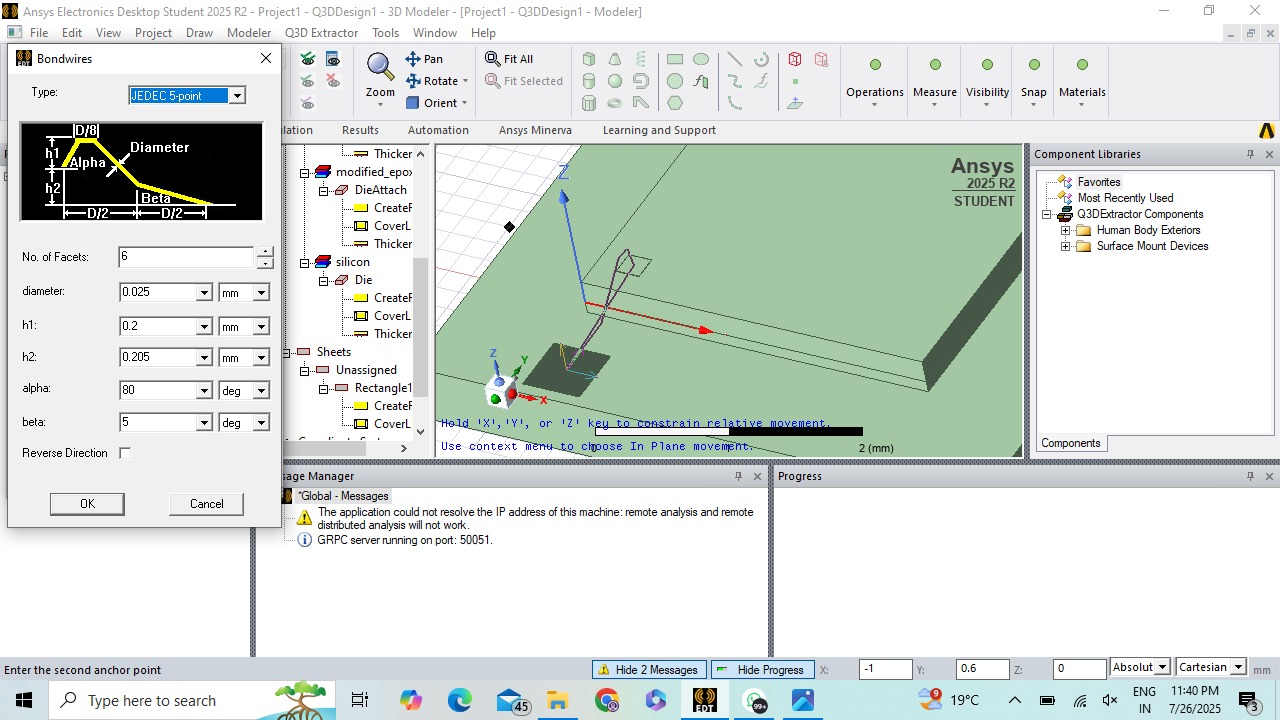 Ansys Electronics Desktop Student 2025 R2 - Project1 - Q3DDesign1 - 3D Modeler - [Project1 - Q3DDesign1 - Modeler]
File Edit View Project Draw Modeler Q3D Extractor Tools Window Help
Bondwires
Type: JEDEC 5-point
D/8
h1
Alpha
Diameter
h2
Beta
D/2 D/2
No. of Facets: 6
diameter: 0.025 mm
h1: 0.2 mm
h2: 0.205 mm
alpha: 80 deg
beta: 5 deg
Reverse Direction
OK Cancel
Zoom
Pan
Rotate
Orient
Fit All
Fit Selected
Operations Measure Visibility Snap Materials
lation Results Automation Ansys Minerva Learning and Support
Thicker
modified_epox
DieAttach
CreateF
CoverL
Thicker
silicon
Die
CreateF
CoverL
Thicker
Sheets
Unassigned
Rectangle1
CreateF
CoverL
Ansys
2025 R2
STUDENT
Z
Z
Y
X
Hold 'X','Y', or 'Z' key to constrain relative movement.
Use context menu to choose In Plane movement.
0 1 2 (mm)
Component Libraries
Favorites
Most Recently Used
Q3DExtractor Components
Human Body Exteriors
Surface Mount Devices
Components
sage Manager
*Global - Messages
The application could not resolve the IP address of this machine: remote analysis and remote
distributed analysis will not work.
GRPC server running on port: 50051.
Progress
Enter the second anchor point
Hide 2 Messages Hide Progress X: -1 Y: 0.6 Z: 0 Absolut Cartesian mm
Type here to search
45
EDT
99+
9
19°C
ENG
IN
11:40 PM
7/26/2025
3